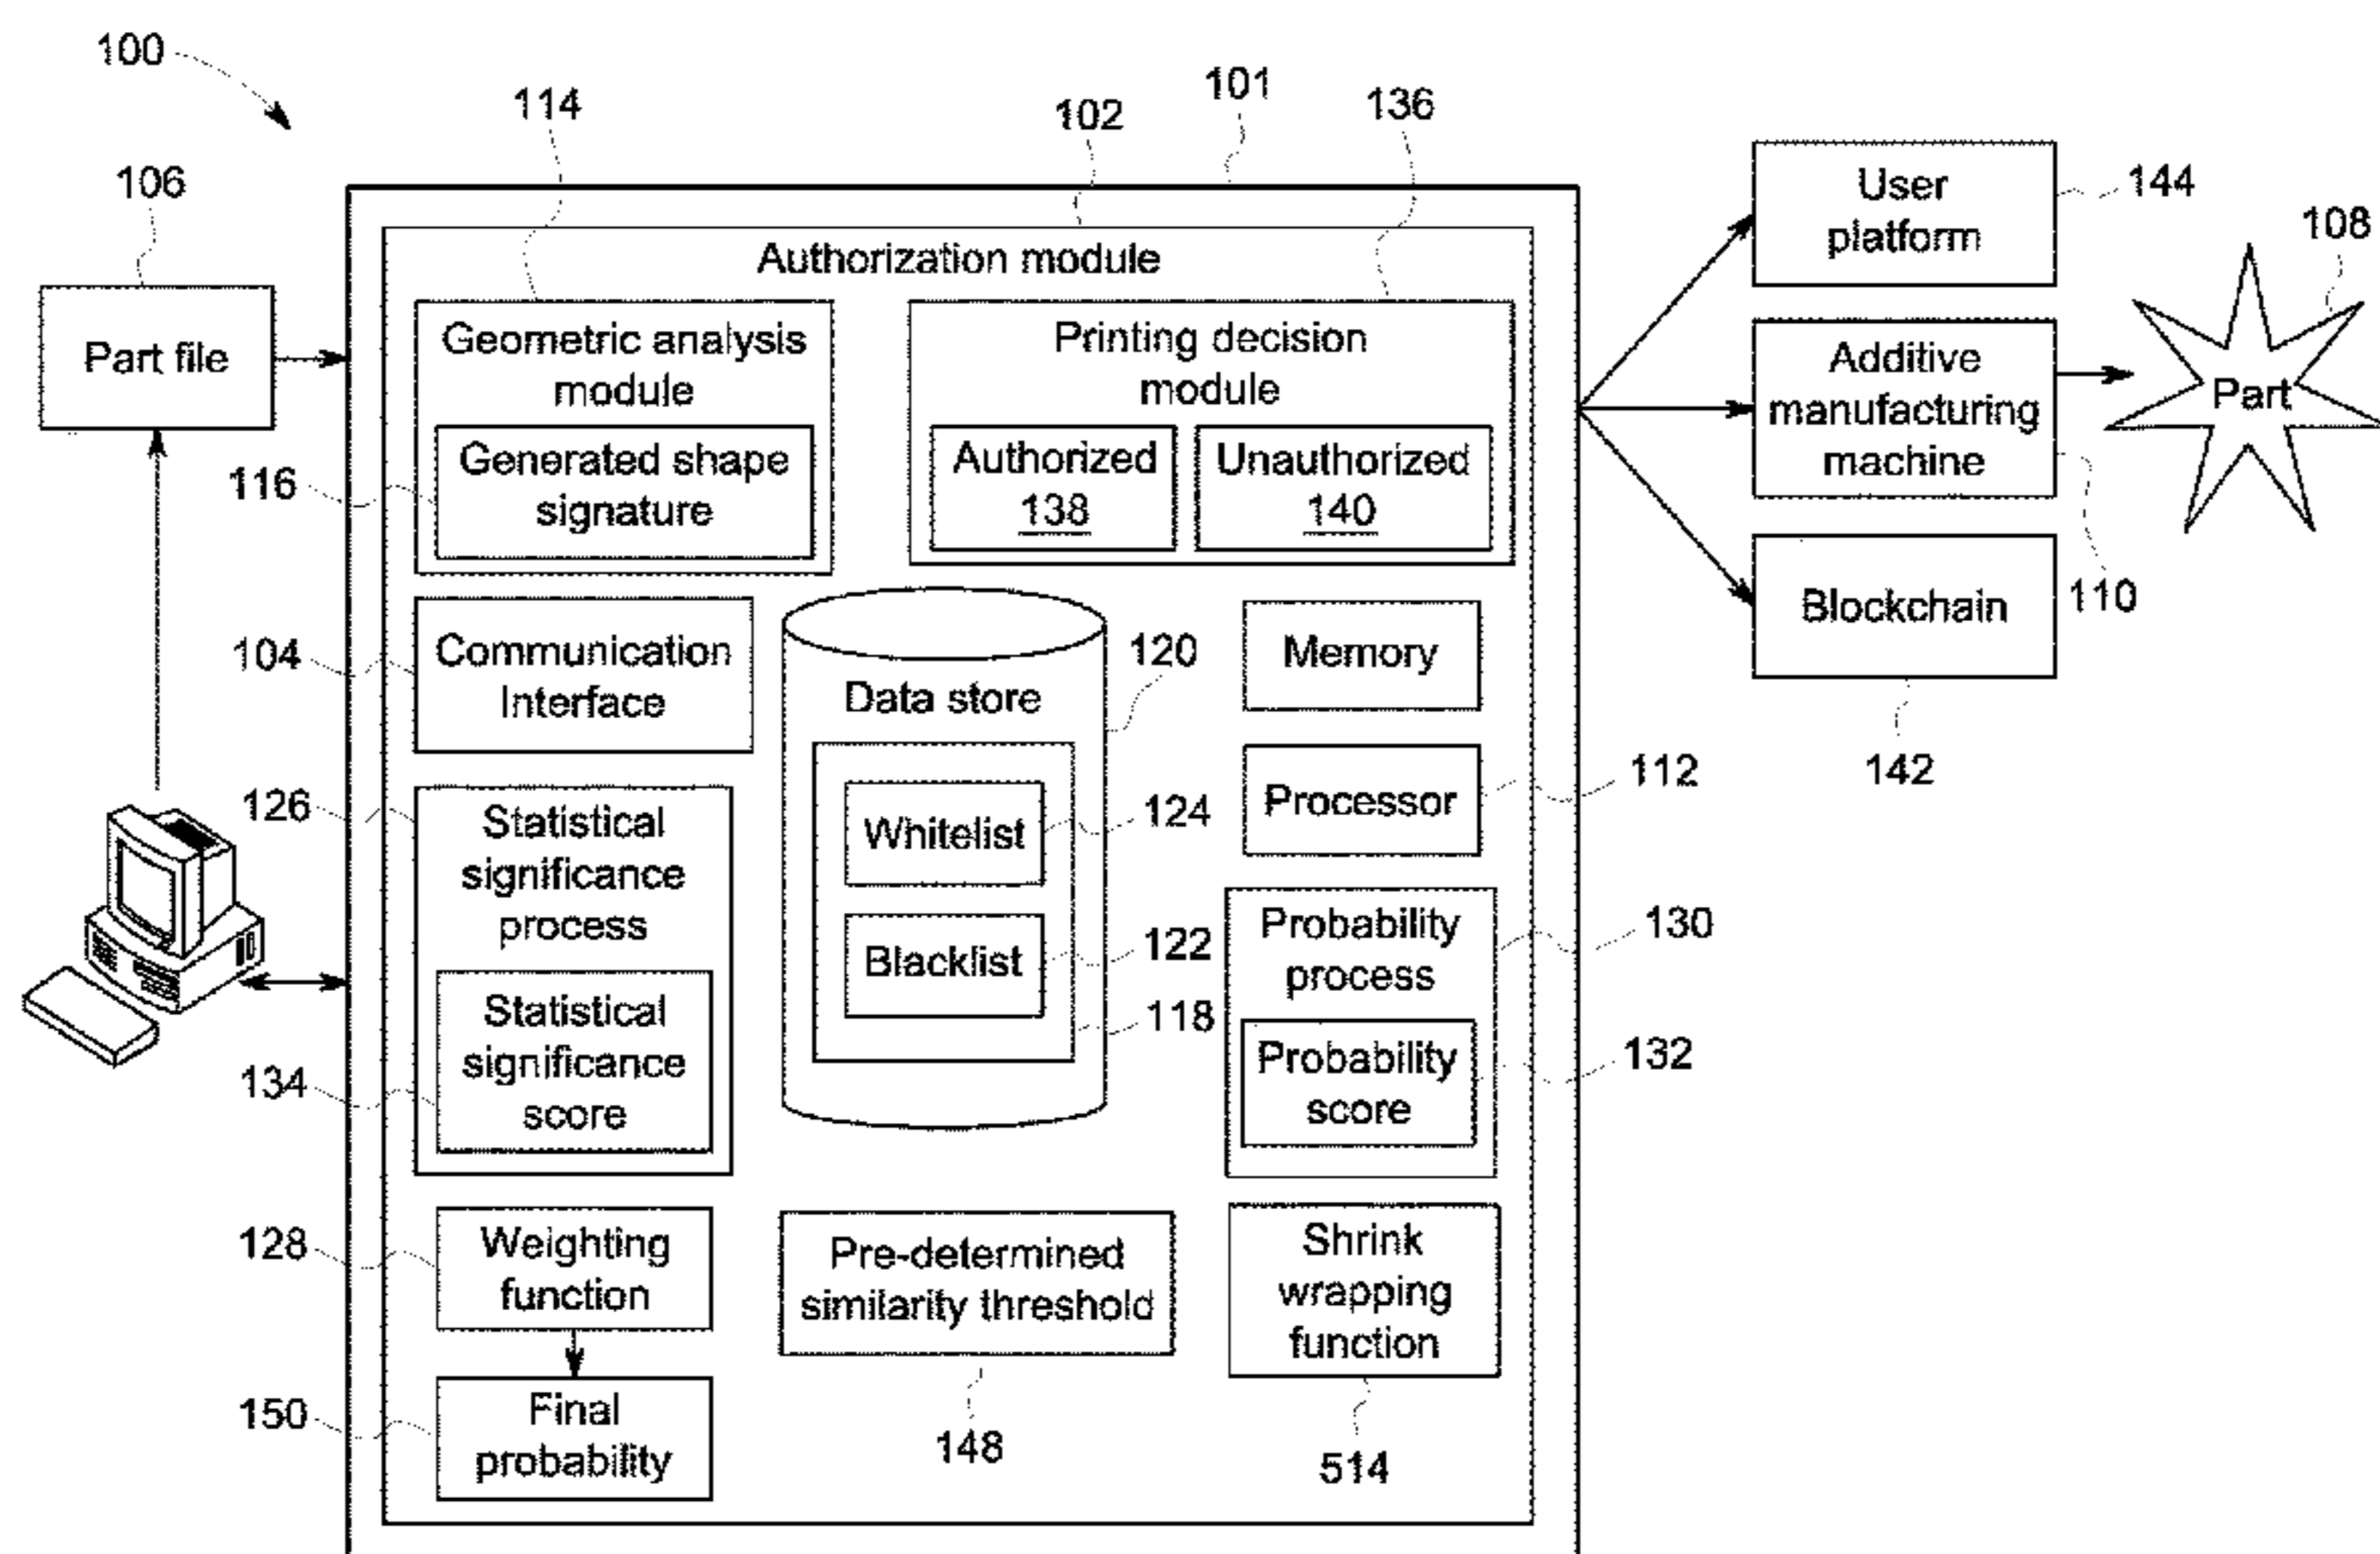 100
106
Part file
114
102
101
136
Authorization module
Geometric analysis
module
Generated shape
signature
116
Printing decision
module
Authorized
138
Unauthorized
140
104
Communication
Interface
Data store
120
Whitelist
124
Blacklist
122
118
Memory
Processor
112
126
Statistical
significance
process
Statistical
significance
score
134
Probability
process
130
Probability
score
132
128
Weighting
function
150
Final
probability
Pre-determined
similarity threshold
148
Shrink
wrapping
function
514
User
platform
144
Additive
manufacturing
machine
110
Part
108
Blockchain
142